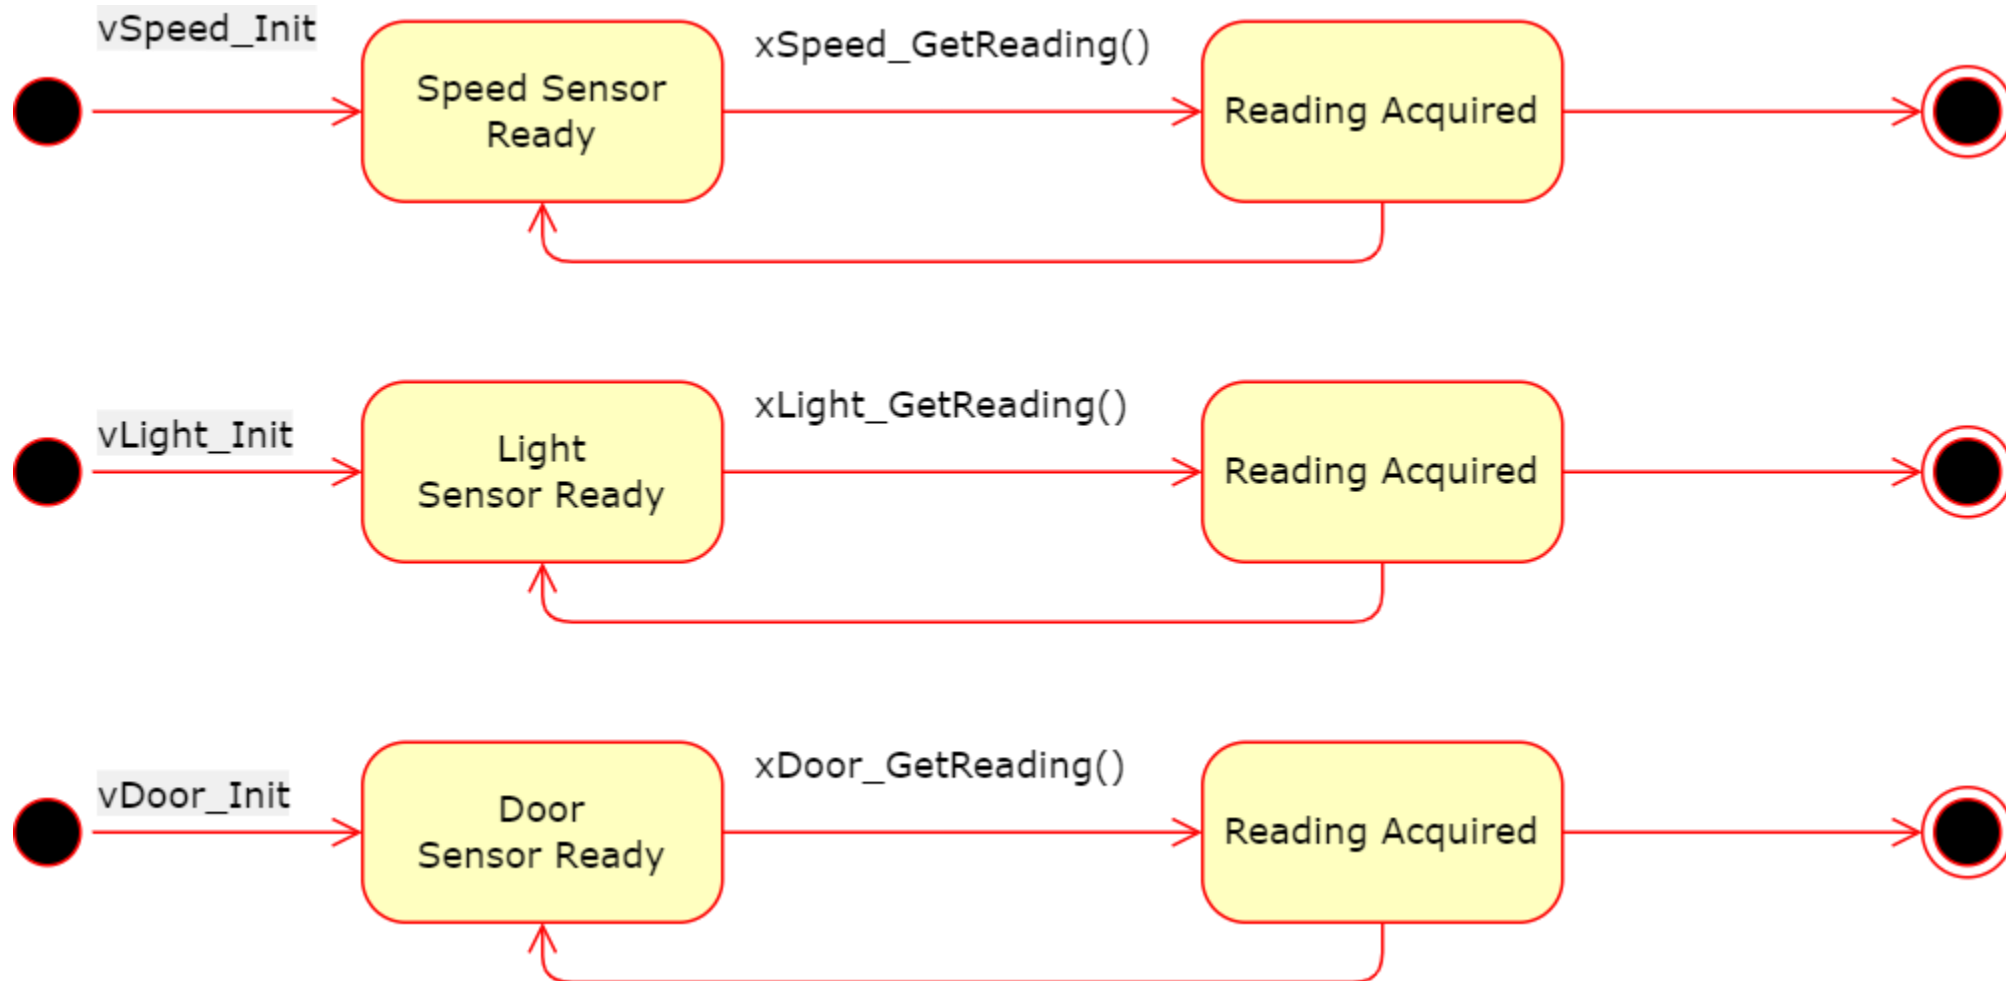 vSpeed_Init
xSpeed_GetReading()
Speed Sensor
Ready
Reading Acquired
vLight_Init
xLight_GetReading()
Light
Sensor Ready
Reading Acquired
vDoor_Init
xDoor_GetReading()
Door
Sensor Ready
Reading Acquired